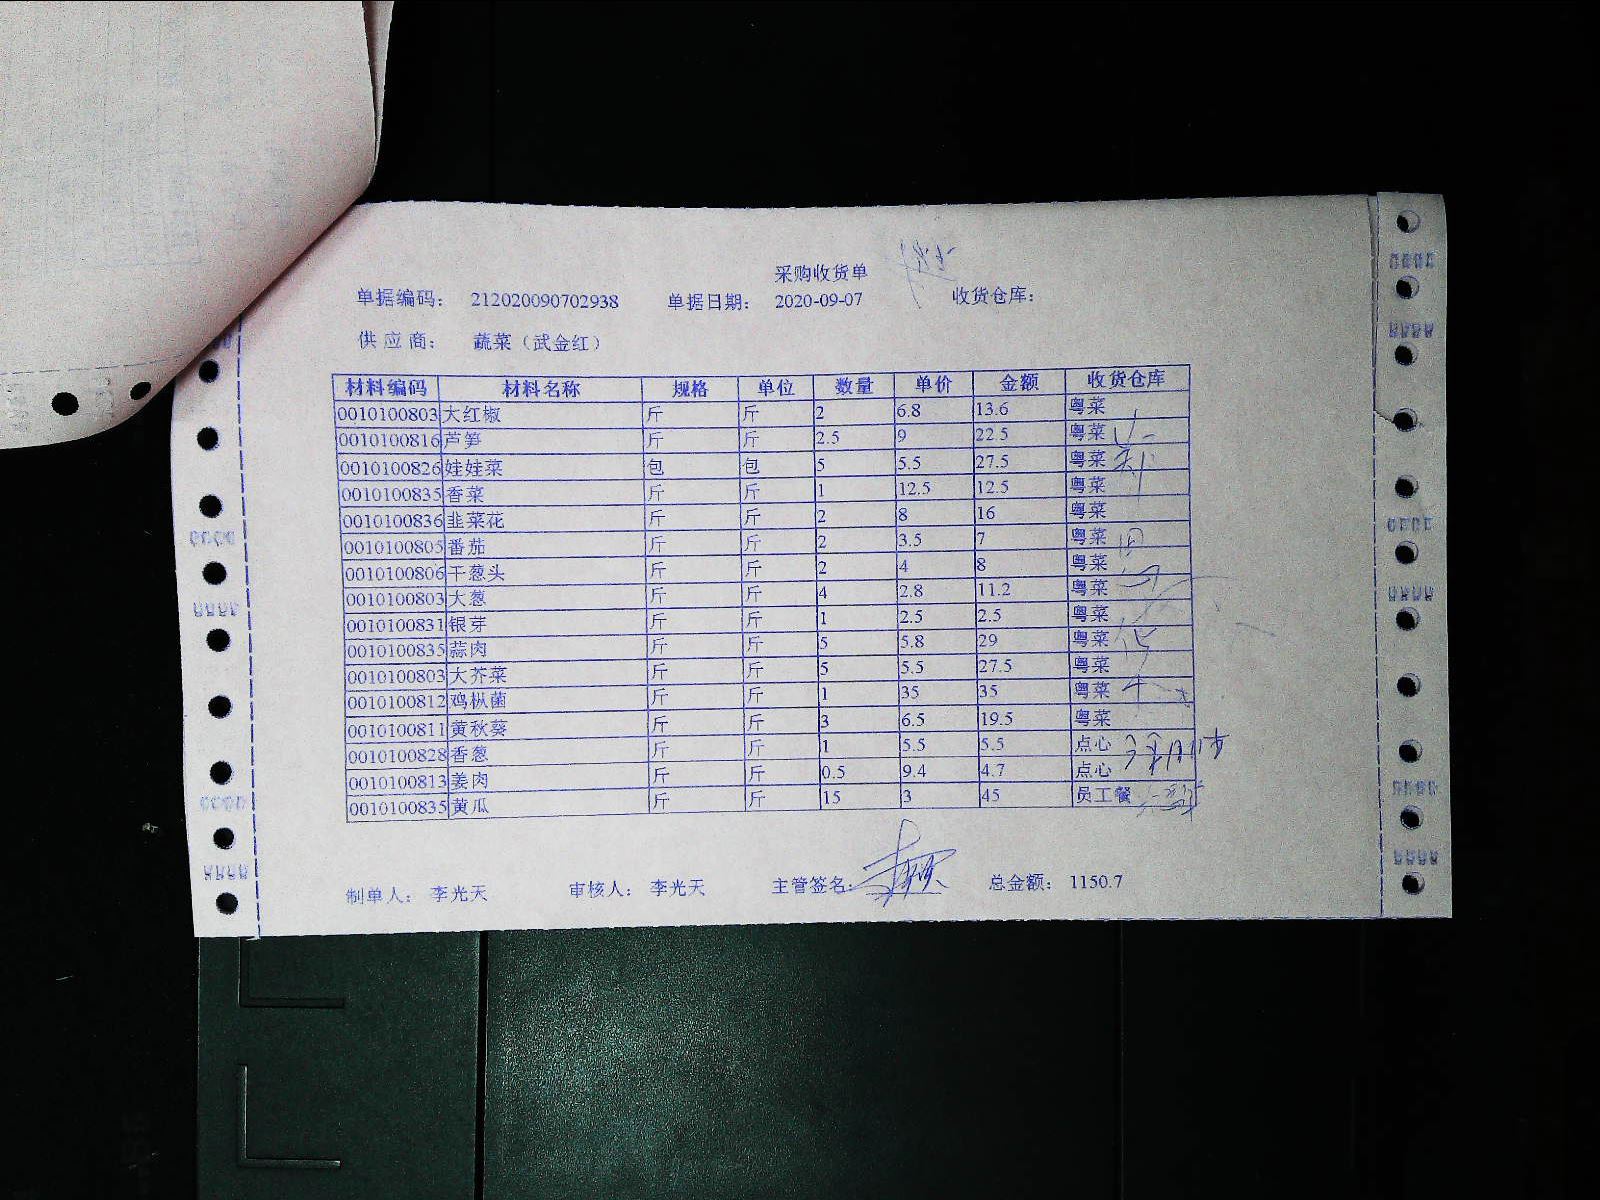 采购收货单
单据编码： 212020090702938 单据日期： 2020-09-07 收货仓库：
供应商： 蔬菜（武金红）
材料编码 材料名称 规格 单位 数量 单价 金额 收货仓库
0010100803 大红椒 斤 斤 2 6.8 13.6 粤菜
0010100816 芦笋 斤 斤 2.5 9 22.5 粤菜
0010100826 娃娃菜 包 包 5 5.5 27.5 粤菜
0010100835 香菜 斤 斤 1 12.5 12.5 粤菜
0010100836 韭菜花 斤 斤 2 8 16 粤菜
0010100805 番茄 斤 斤 2 3.5 7 粤菜
0010100806 干葱头 斤 斤 2 4 8 粤菜
0010100803 大葱 斤 斤 4 2.8 11.2 粤菜
0010100831 银芽 斤 斤 1 2.5 2.5 粤菜
0010100835 蒜肉 斤 斤 5 5.8 29 粤菜
0010100803 大芥菜 斤 斤 5 5.5 27.5 粤菜
0010100812 鸡枞菌 斤 斤 1 35 35 粤菜
0010100811 黄秋葵 斤 斤 3 6.5 19.5 粤菜
0010100828 香葱 斤 斤 1 5.5 5.5 点心
0010100813 姜肉 斤 斤 0.5 9.4 4.7 点心
0010100835 黄瓜 斤 斤 15 3 45 员工餐
制单人： 李光天 审核人： 李光天 主管签名： 总金额： 1150.7